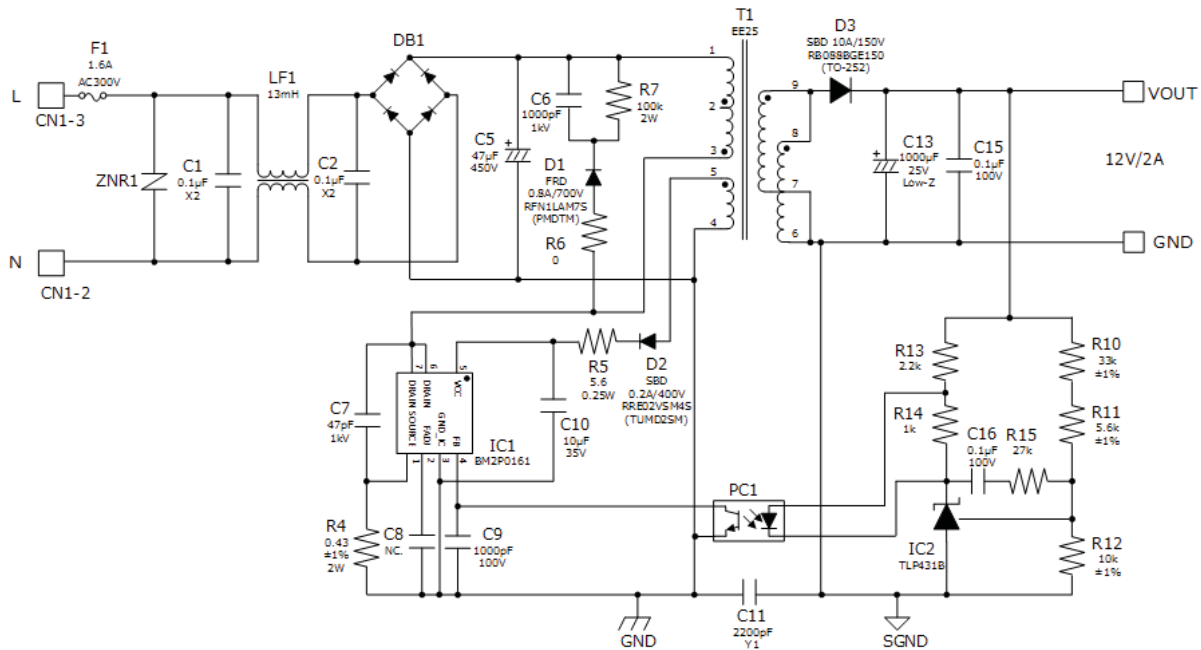 F1
1.6A
AC300V
L
CN1-3
LF1
13mH
DB1
ZNR1
C1
0.1µF
X2
C2
0.1µF
X2
N
CN1-2
C5
+
47µF
450V
C6
1000pF
1kV
R7
100k
2W
D1
FRD
0.8A/700V
RFN1LAM7S
(PMDTM)
R6
0
T1
EE25
1
2
3
5
4
9
8
7
6
D3
SBD 10A/150V
RB088BGE150
(TO-252)
+
C13
1000µF
25V
Low-Z
C15
0.1µF
100V
VOUT
12V/2A
GND
R5
5.6
0.25W
D2
SBD
0.2A/400V
RRE02VSM4S
(TUMD2SM)
C10
10µF
35V
C7
47pF
1kV
7
6
5
DRAIN
DRAIN
VCC
SOURCE
FADJ
GND_IC
FB
1
2
3
4
IC1
BM2P0161
R4
0.43
±1%
2W
C8
NC.
C9
1000pF
100V
PC1
R13
2.2k
R14
1k
C16
0.1µF
100V
R15
27k
R10
33k
±1%
R11
5.6k
±1%
R12
10k
±1%
IC2
TLP431B
GND
C11
2200pF
Y1
SGND